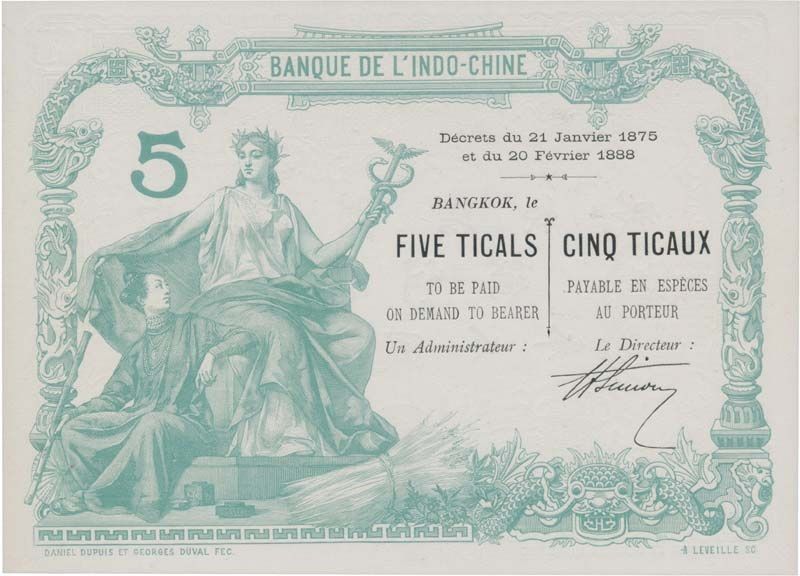 BANQUE DE L'INDO-CHINE
5
Décrets du 21 Janvier 1875
et du 20 Février 1888
BANGKOK, le
FIVE TICALS
TO BE PAID
ON DEMAND TO BEARER
Un Administrateur :
CINQ TICAUX
PAYABLE EN ESPÈCES
AU PORTEUR
Le Directeur :
DANIEL DUPUIS ET GEORGES DUVAL FEC.
A LEVEILLE SC.